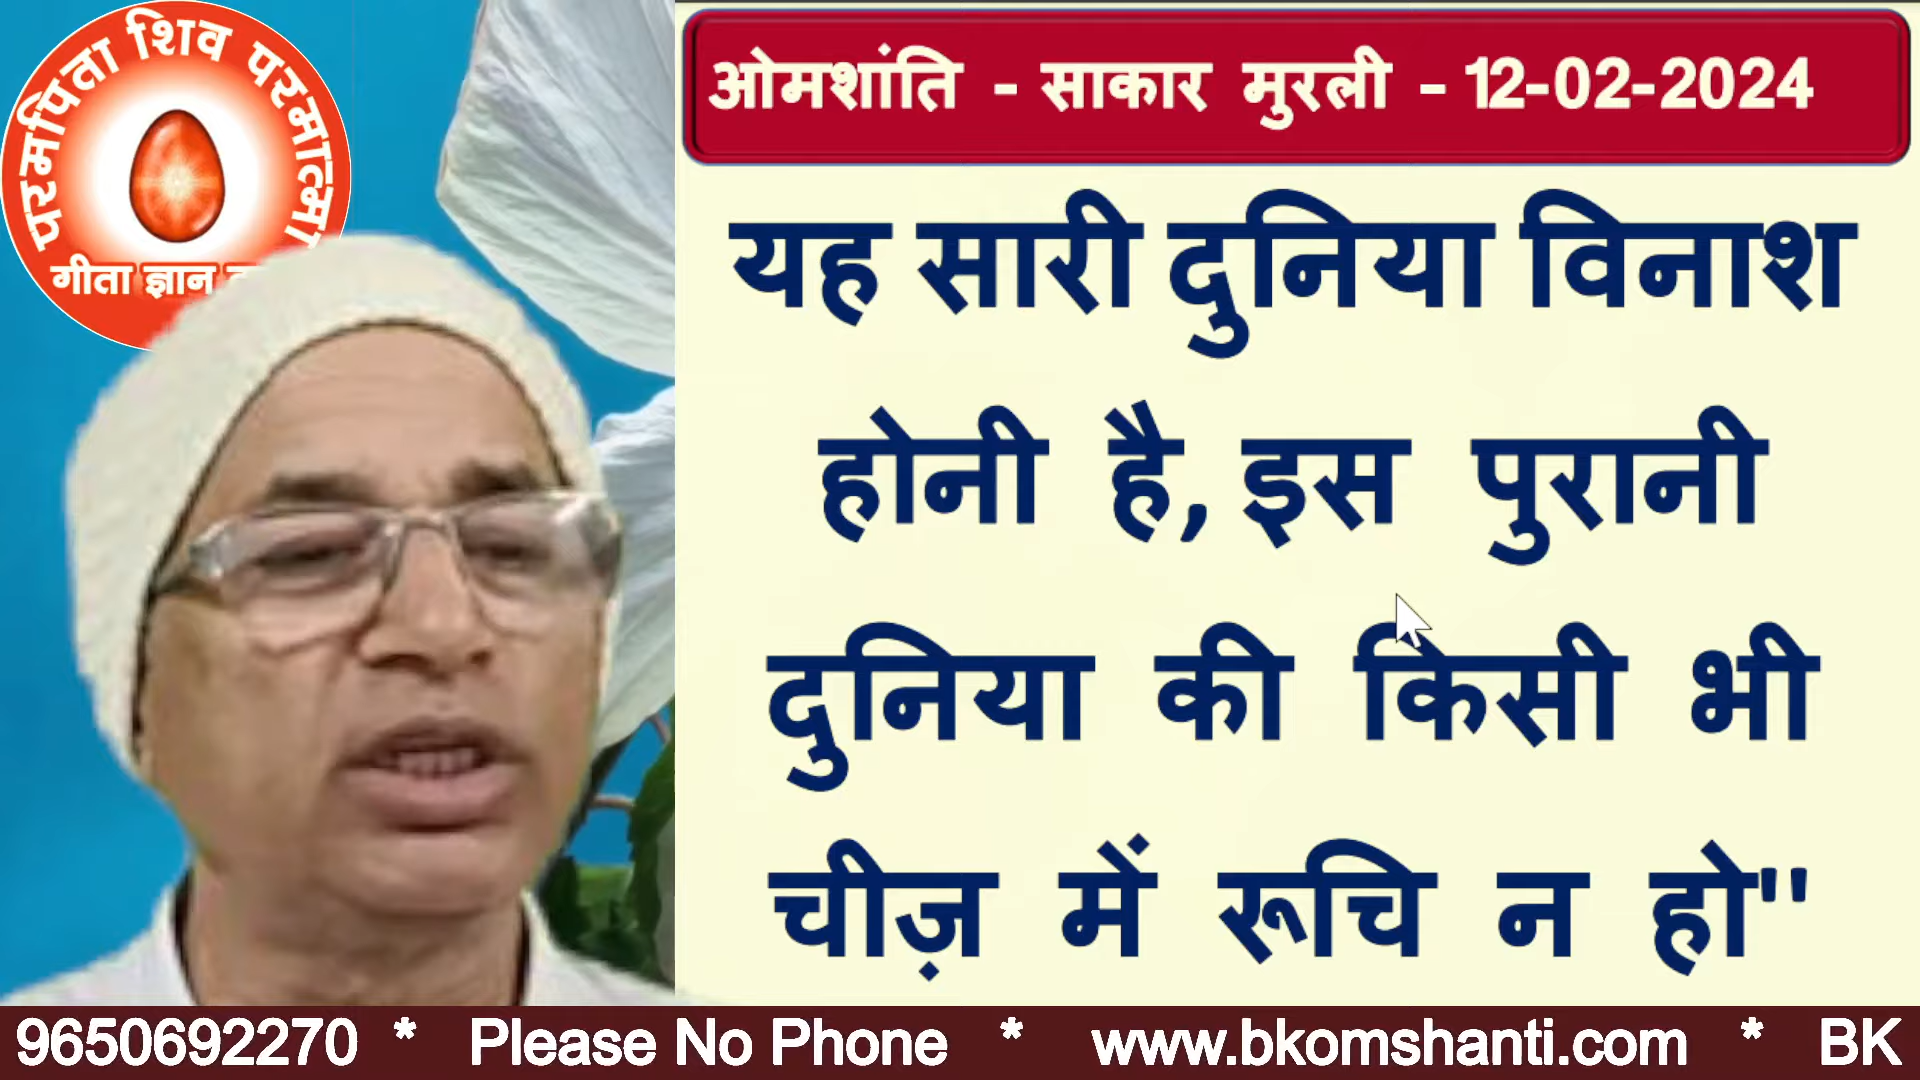 परमपिता शिव परमात्मा
गीता ज्ञान
ओमशांति - साकार मुरली - 12-02-2024
यह सारी दुनिया विनाश
होनी है, इस पुरानी
दुनिया की किसी भी
चीज़ में रूचि न हो"
9650692270 * Please No Phone * www.bkomshanti.com * BK